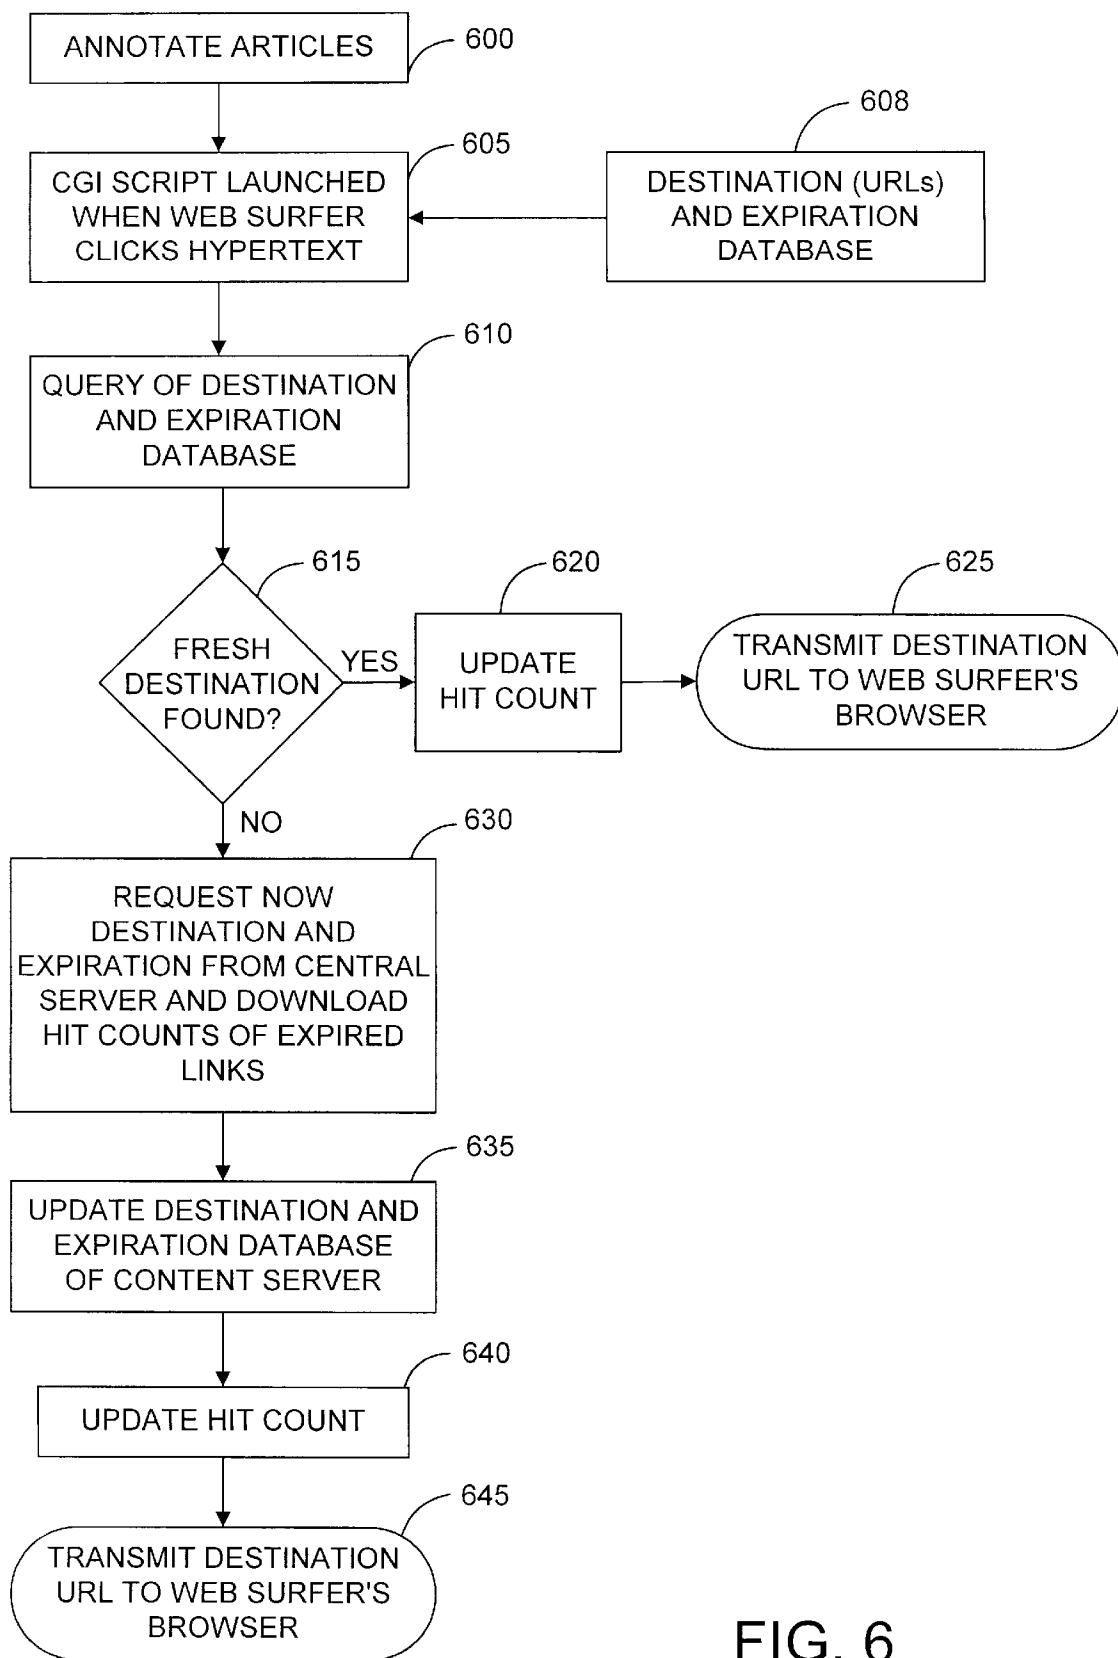 ANNOTATE ARTICLES
600
605
CGI SCRIPT LAUNCHED
WHEN WEB SURFER
CLICKS HYPERTEXT
608
DESTINATION (URLs)
AND EXPIRATION
DATABASE
610
QUERY OF DESTINATION
AND EXPIRATION
DATABASE
615
FRESH
DESTINATION
FOUND?
YES
620
UPDATE
HIT COUNT
625
TRANSMIT DESTINATION
URL TO WEB SURFER'S
BROWSER
NO
630
REQUEST NOW
DESTINATION AND
EXPIRATION FROM CENTRAL
SERVER AND DOWNLOAD
HIT COUNTS OF EXPIRED
LINKS
635
UPDATE DESTINATION AND
EXPIRATION DATABASE
OF CONTENT SERVER
640
UPDATE HIT COUNT
645
TRANSMIT DESTINATION
URL TO WEB SURFER'S
BROWSER
FIG. 6